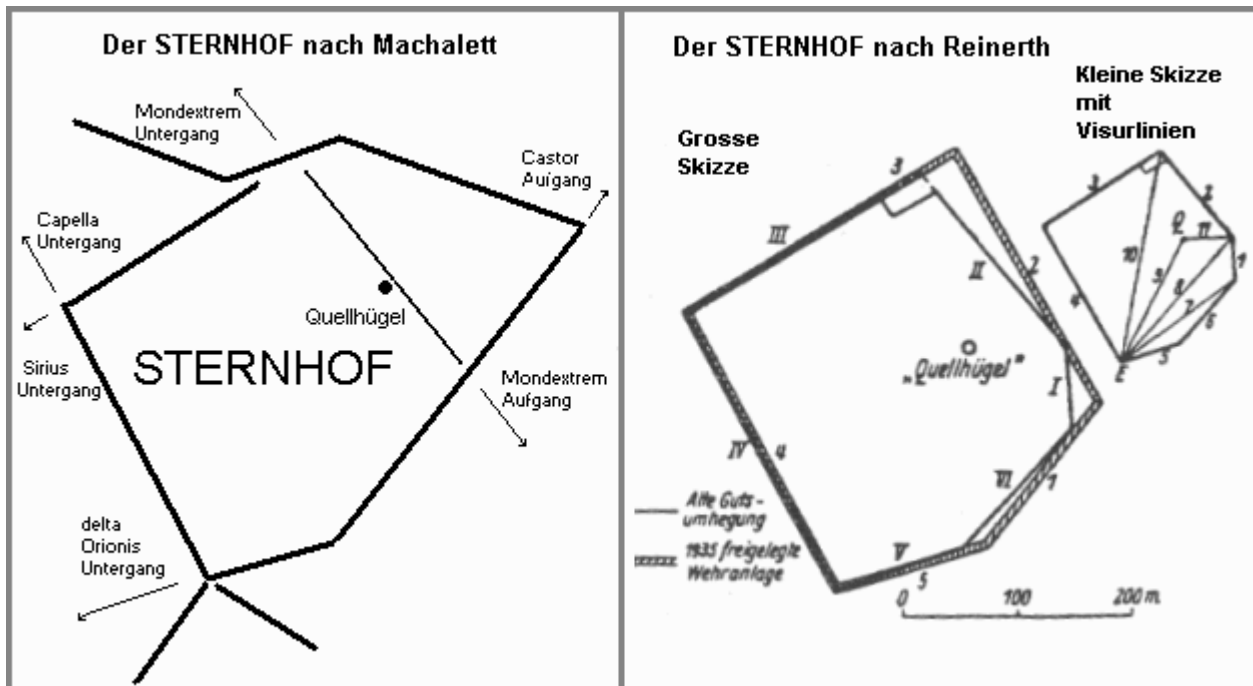 Der STERNHOF nach Machalett
Mondextrem
Untergang
Castor
Aufgang
Capella
Untergang
Quellhügel
STERNHOF
Sirius
Untergang
Mondextrem
Aufgang
delta
Orionis
Untergang
Der STERNHOF nach Reinerth
Kleine Skizze
mit
Visurlinien
Grosse
Skizze
3
III
II
2
„Quellhügel"
I
IV
4
VI
1
V
5
Alte Guts-
umhegung
1935 freigelegte
Wehranlage
0 100 200 m.
3
2
Q
11
10
1
9
8
7
4
6
5
E